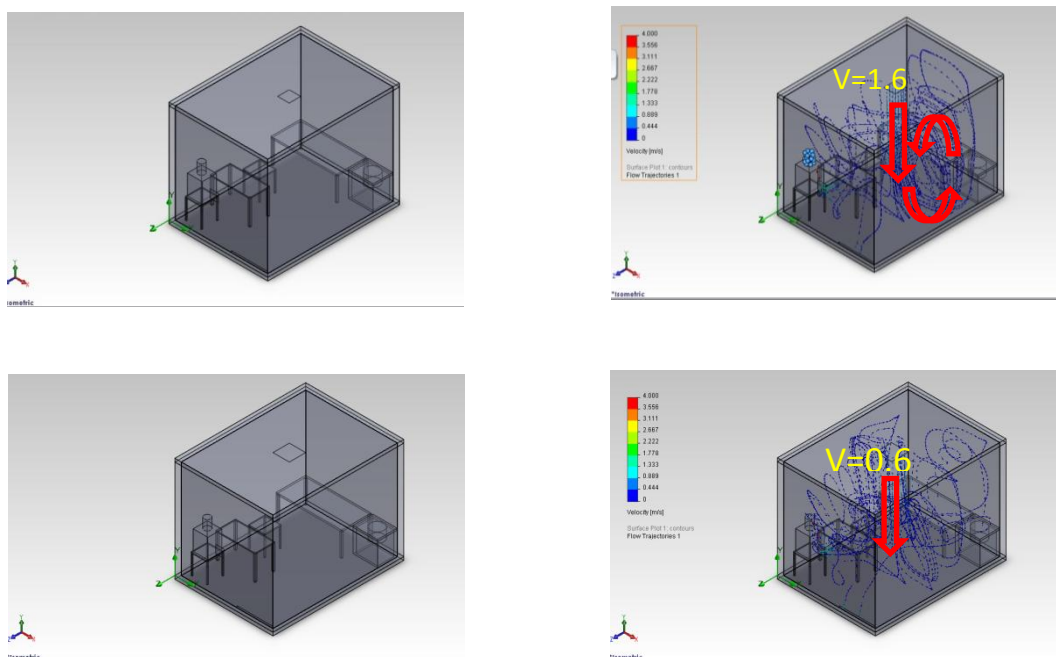 Y
Z
Y
Z
X
isometric
4.000
3.556
3.111
2.667
2.222
1.778
1.333
0.889
0.444
0
Velocity [m/s]
Surface Plot 1: contours
Flow Trajectories 1
V=1.6
Y
Z
Y
Z
X
*Isometric
Y
Z
Y
Z
X
Isometric
4.000
3.556
3.111
2.667
2.222
1.778
1.333
0.889
0.444
0
Velocity [m/s]
Surface Plot 1: contours
Flow Trajectories 1
V=0.6
Y
Z
Y
Z
X
Isometric